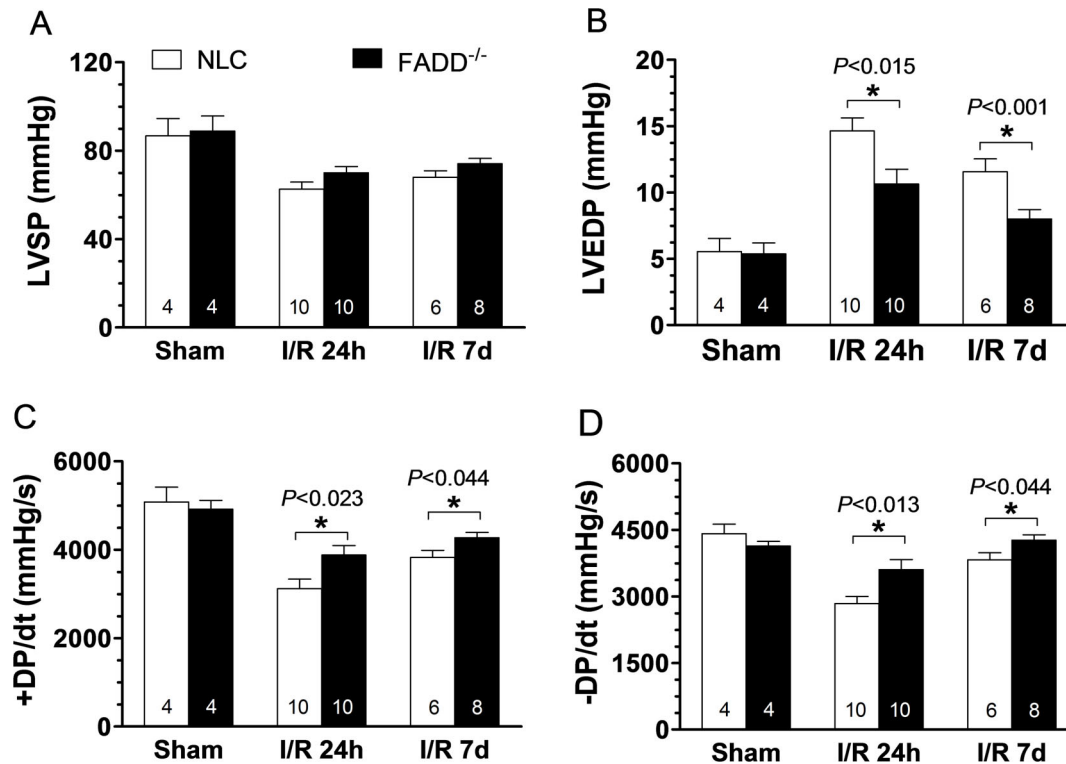 A
NLC
FADD-/-
120
80
40
0
LVSP (mmHg)
4 4 10 10 6 8
Sham I/R 24h I/R 7d
B
20
15
10
5
0
LVEDP (mmHg)
P<0.015
*
P<0.001
*
4 4 10 10 6 8
Sham I/R 24h I/R 7d
C
6000
4000
2000
0
+DP/dt (mmHg/s)
P<0.023
*
P<0.044
*
4 4 10 10 6 8
Sham I/R 24h I/R 7d
D
6000
4500
3000
1500
0
-DP/dt (mmHg/s)
P<0.013
*
P<0.044
*
4 4 10 10 6 8
Sham I/R 24h I/R 7d